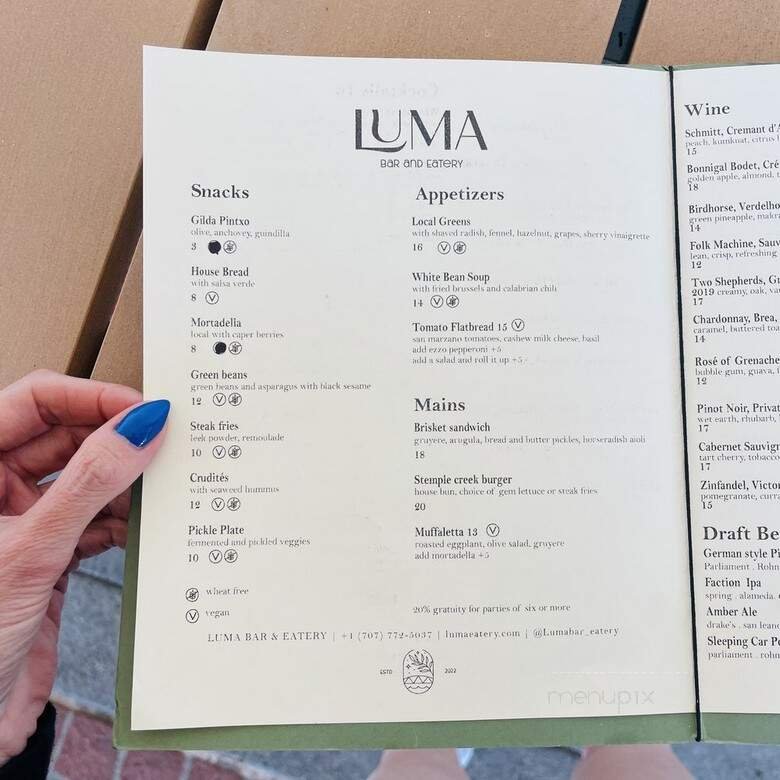 LUMA
BAR AND EATERY
Snacks
Gilda Pintxo
olive, anchovey, guindilla
3
House Bread
with salsa verde
8 V
Mortadella
local with caper berries
8
Green beans
green beans and asparagus with black sesame
12 V
Steak fries
leek powder, remoulade
10 V
Crudités
with seaweed hummus
12 V
Pickle Plate
fermented and pickled veggies
10 V
wheat free
V vegan
Appetizers
Local Greens
with shaved radish, fennel, hazelnut, grapes, sherry vinaigrette
16 V
White Bean Soup
with fried brussels and calabrian chili
14 V
Tomato Flatbread 15 V
san marzano tomatoes, cashew milk cheese, basil
add ezzo pepperoni +5
add a salad and roll it up +5
Mains
Brisket sandwich
gruyere, arugula, bread and butter pickles, horseradish aioli
18
Stemple creek burger
house bun, choice of gem lettuce or steak fries
20
Muffaletta 13 V
roasted eggplant, olive salad, gruyere
add mortadella +5
20% gratuity for parties of six or more
LUMA BAR & EATERY | +1 (707) 772-5037 | lumaeatery.com | @Lumabar_eatery
ESTD 2022
menupix
Wine
Schmitt, Cremant d'A
peach, kumkuat, citrus
15
Bonnigal Bodet, Cré
golden apple, almond,
18
Birdhorse, Verdelho
green pineapple,
14
Folk Machine, Sauv
lean, crisp, refreshing
12
Two Shepherds,
2019 creamy, oak,
17
Chardonnay, Brea,
caramel, buttered
14
Rosé of Grenache
bubble gum, guava,
12
Pinot Noir, Privat
wet earth, rhubarb,
17
Cabernet Sauvign
tart cherry, tobacco
17
Zinfandel, Victor
pomegranate,
15
Draft Be
German style Pi
Parliament . Rohn
Faction Ipa
spring . alameda.
Amber Ale
drake's . san lean
Sleeping Car Po
parliament . rohn